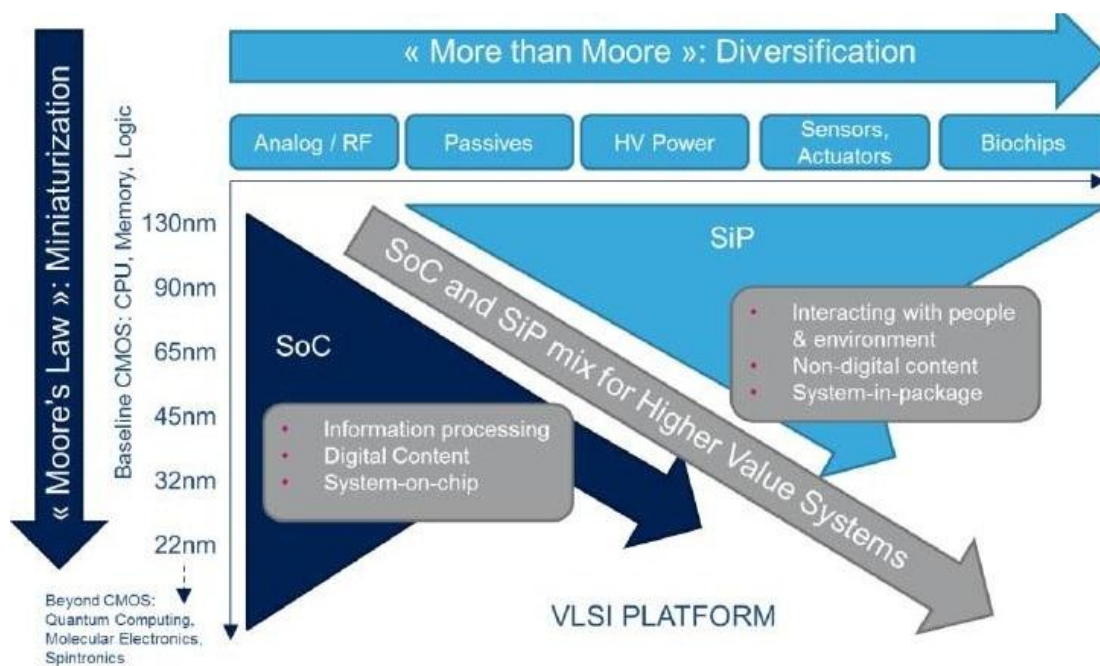 « More than Moore »: Diversification
« Moore's Law »: Miniaturization
Baseline CMOS: CPU, Memory, Logic
Analog / RF
Passives
HV Power
Sensors,
Actuators
Biochips
130nm
90nm
65nm
45nm
32nm
22nm
Beyond CMOS:
Quantum Computing,
Molecular Electronics,
Spintronics
SoC
• Information processing
• Digital Content
• System-on-chip
SoC and SiP mix for Higher Value Systems
SiP
• Interacting with people
& environment
• Non-digital content
• System-in-package
VLSI PLATFORM